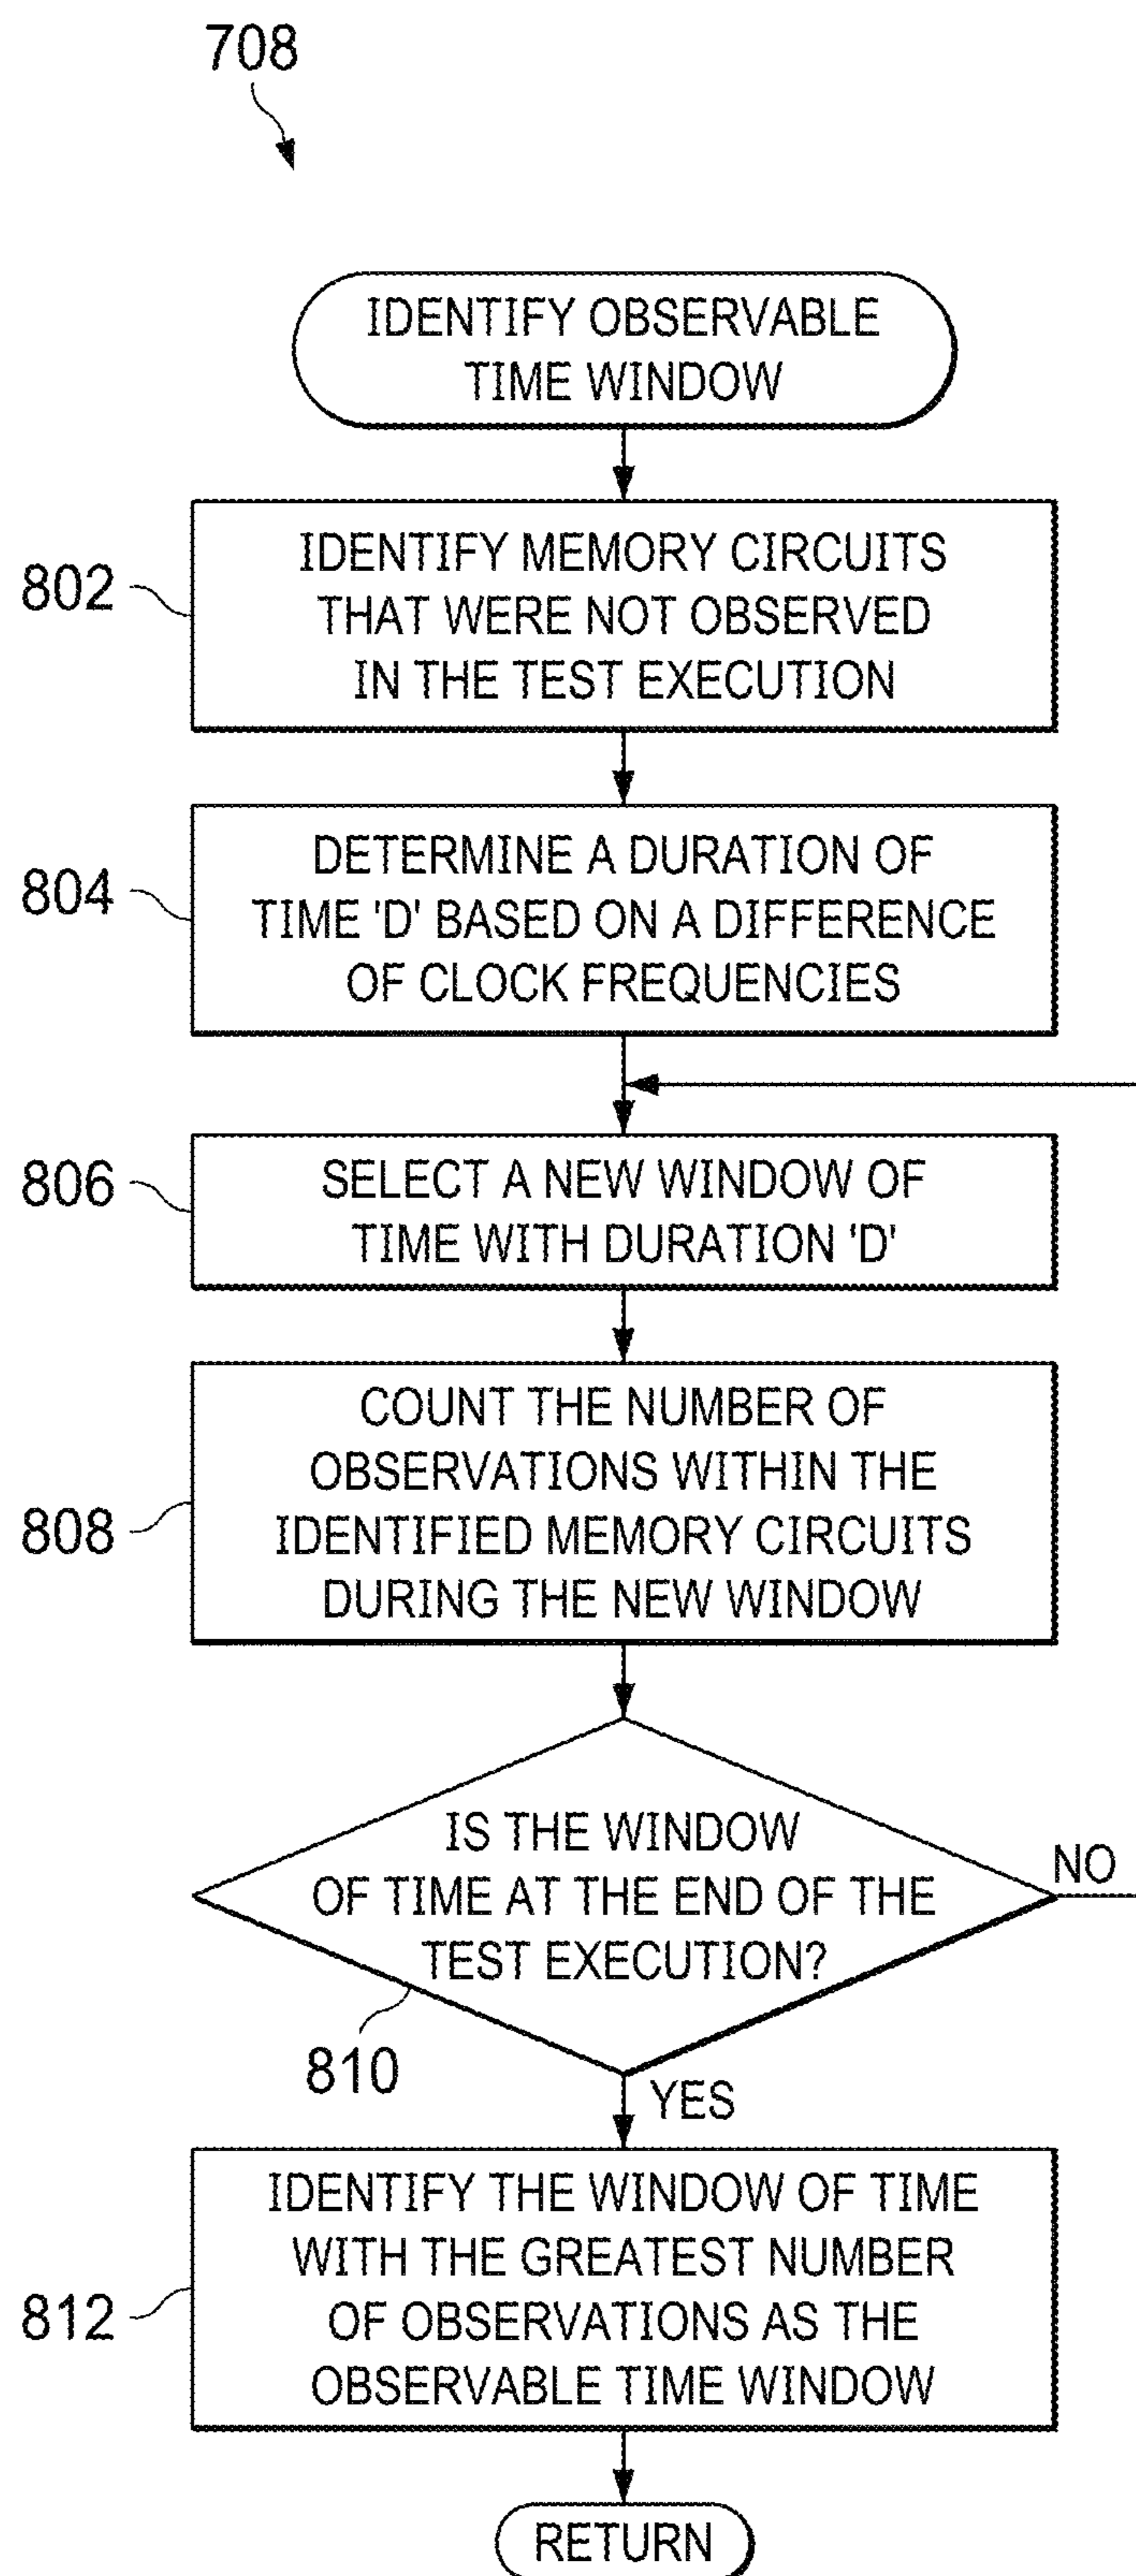 708
IDENTIFY OBSERVABLE
TIME WINDOW
802
IDENTIFY MEMORY CIRCUITS
THAT WERE NOT OBSERVED
IN THE TEST EXECUTION
804
DETERMINE A DURATION OF
TIME 'D' BASED ON A DIFFERENCE
OF CLOCK FREQUENCIES
806
SELECT A NEW WINDOW OF
TIME WITH DURATION 'D'
808
COUNT THE NUMBER OF
OBSERVATIONS WITHIN THE
IDENTIFIED MEMORY CIRCUITS
DURING THE NEW WINDOW
IS THE WINDOW
OF TIME AT THE END OF THE
TEST EXECUTION?
NO
810
YES
812
IDENTIFY THE WINDOW OF TIME
WITH THE GREATEST NUMBER
OF OBSERVATIONS AS THE
OBSERVABLE TIME WINDOW
RETURN